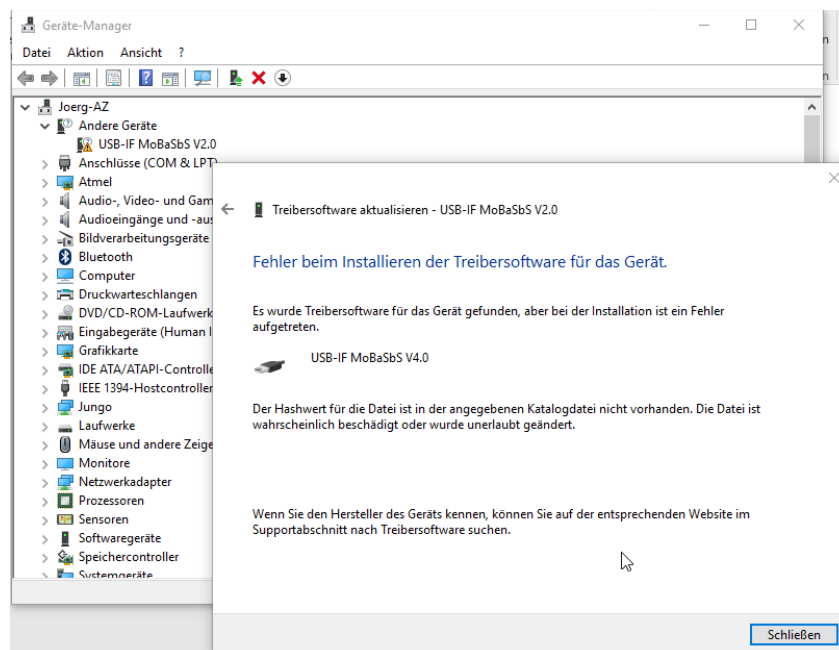 Geräte-Manager
Datei Aktion Ansicht ?
Joerg-AZ
Andere Geräte
USB-IF MoBaSbS V2.0
Anschlüsse (COM & LPT)
Atmel
Audio-, Video- und Gam
Audioeingänge und -aus
Bildverarbeitungsgeräte
Bluetooth
Computer
Druckwarteschlangen
DVD/CD-ROM-Laufwerk
Eingabegeräte (Human I
Grafikkarte
IDE ATA/ATAPI-Controlle
IEEE 1394-Hostcontroller
Jungo
Laufwerke
Mäuse und andere Zeige
Monitore
Netzwerkadapter
Prozessoren
Sensoren
Softwaregeräte
Speichercontroller
Systemgeräte
Treibersoftware aktualisieren - USB-IF MoBaSbS V2.0
Fehler beim Installieren der Treibersoftware für das Gerät.
Es wurde Treibersoftware für das Gerät gefunden, aber bei der Installation ist ein Fehler
aufgetreten.
USB-IF MoBaSbS V4.0
Der Hashwert für die Datei ist in der angegebenen Katalogdatei nicht vorhanden. Die Datei ist
wahrscheinlich beschädigt oder wurde unerlaubt geändert.
Wenn Sie den Hersteller des Geräts kennen, können Sie auf der entsprechenden Website im
Supportabschnitt nach Treibersoftware suchen.
Schließen